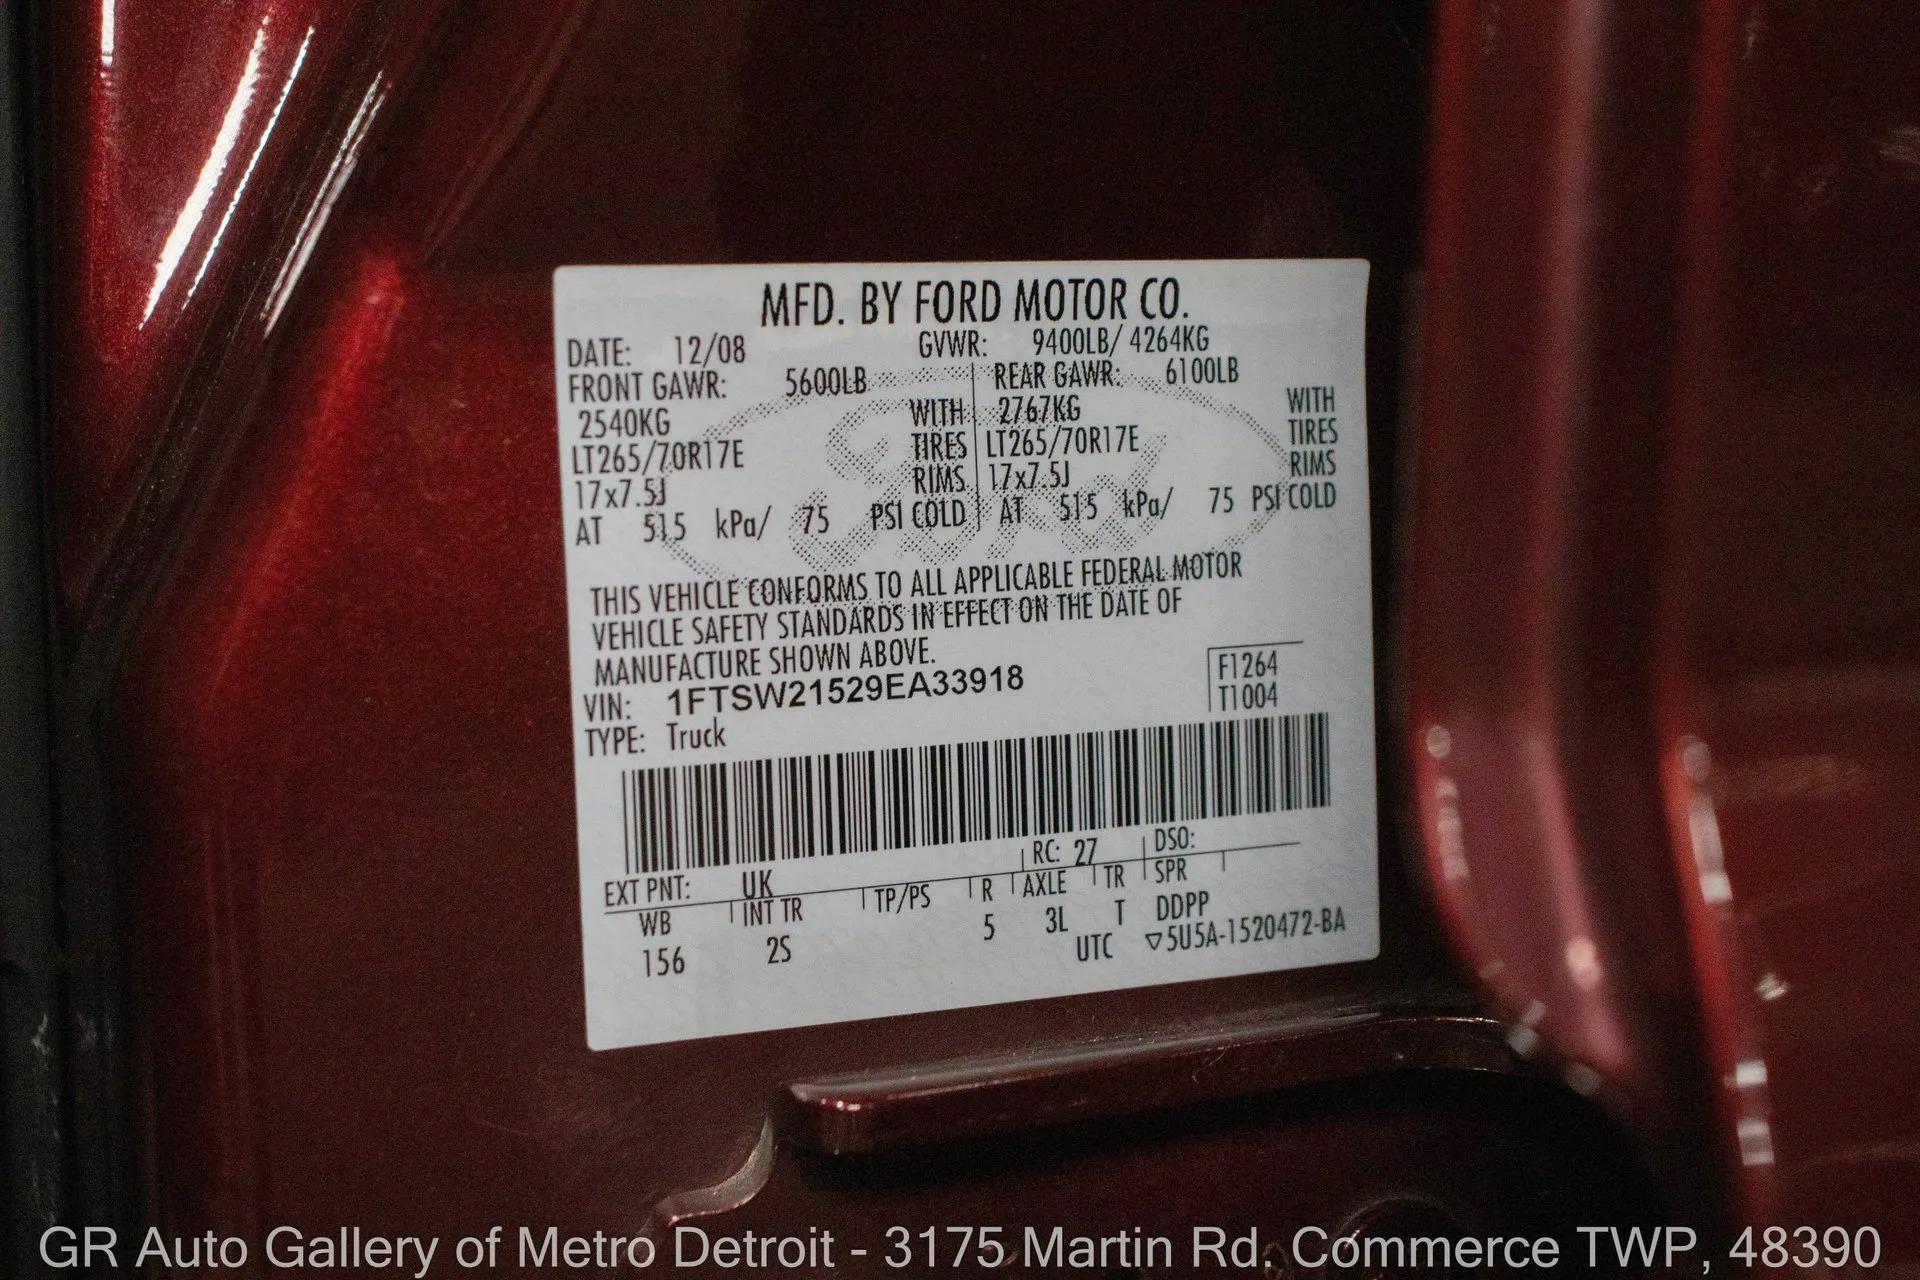 MFD. BY FORD MOTOR CO.
DATE: 12/08 GVWR: 9400LB/ 4264KG
FRONT GAWR: 5600LB REAR GAWR: 6100LB
2540KG WITH 2767KG WITH
LT265/70R17E TIRES LT265/70R17E TIRES
17x7.5J RIMS 17x7.5J RIMS
AT 515 kPa/ 75 PSI COLD AT 515 kPa/ 75 PSI COLD
THIS VEHICLE CONFORMS TO ALL APPLICABLE FEDERAL MOTOR
VEHICLE SAFETY STANDARDS IN EFFECT ON THE DATE OF
MANUFACTURE SHOWN ABOVE.
VIN: 1FTSW21529EA33918 F1264
TYPE: Truck T1004
EXT PNT: UK RC: 27 DSO:
WB INT TR TP/PS R AXLE TR SPR
156 2S 5 3L T DDPP
UTC ▽5U5A-1520472-BA
Ford
GR Auto Gallery of Metro Detroit - 3175 Martin Rd. Commerce TWP, 48390